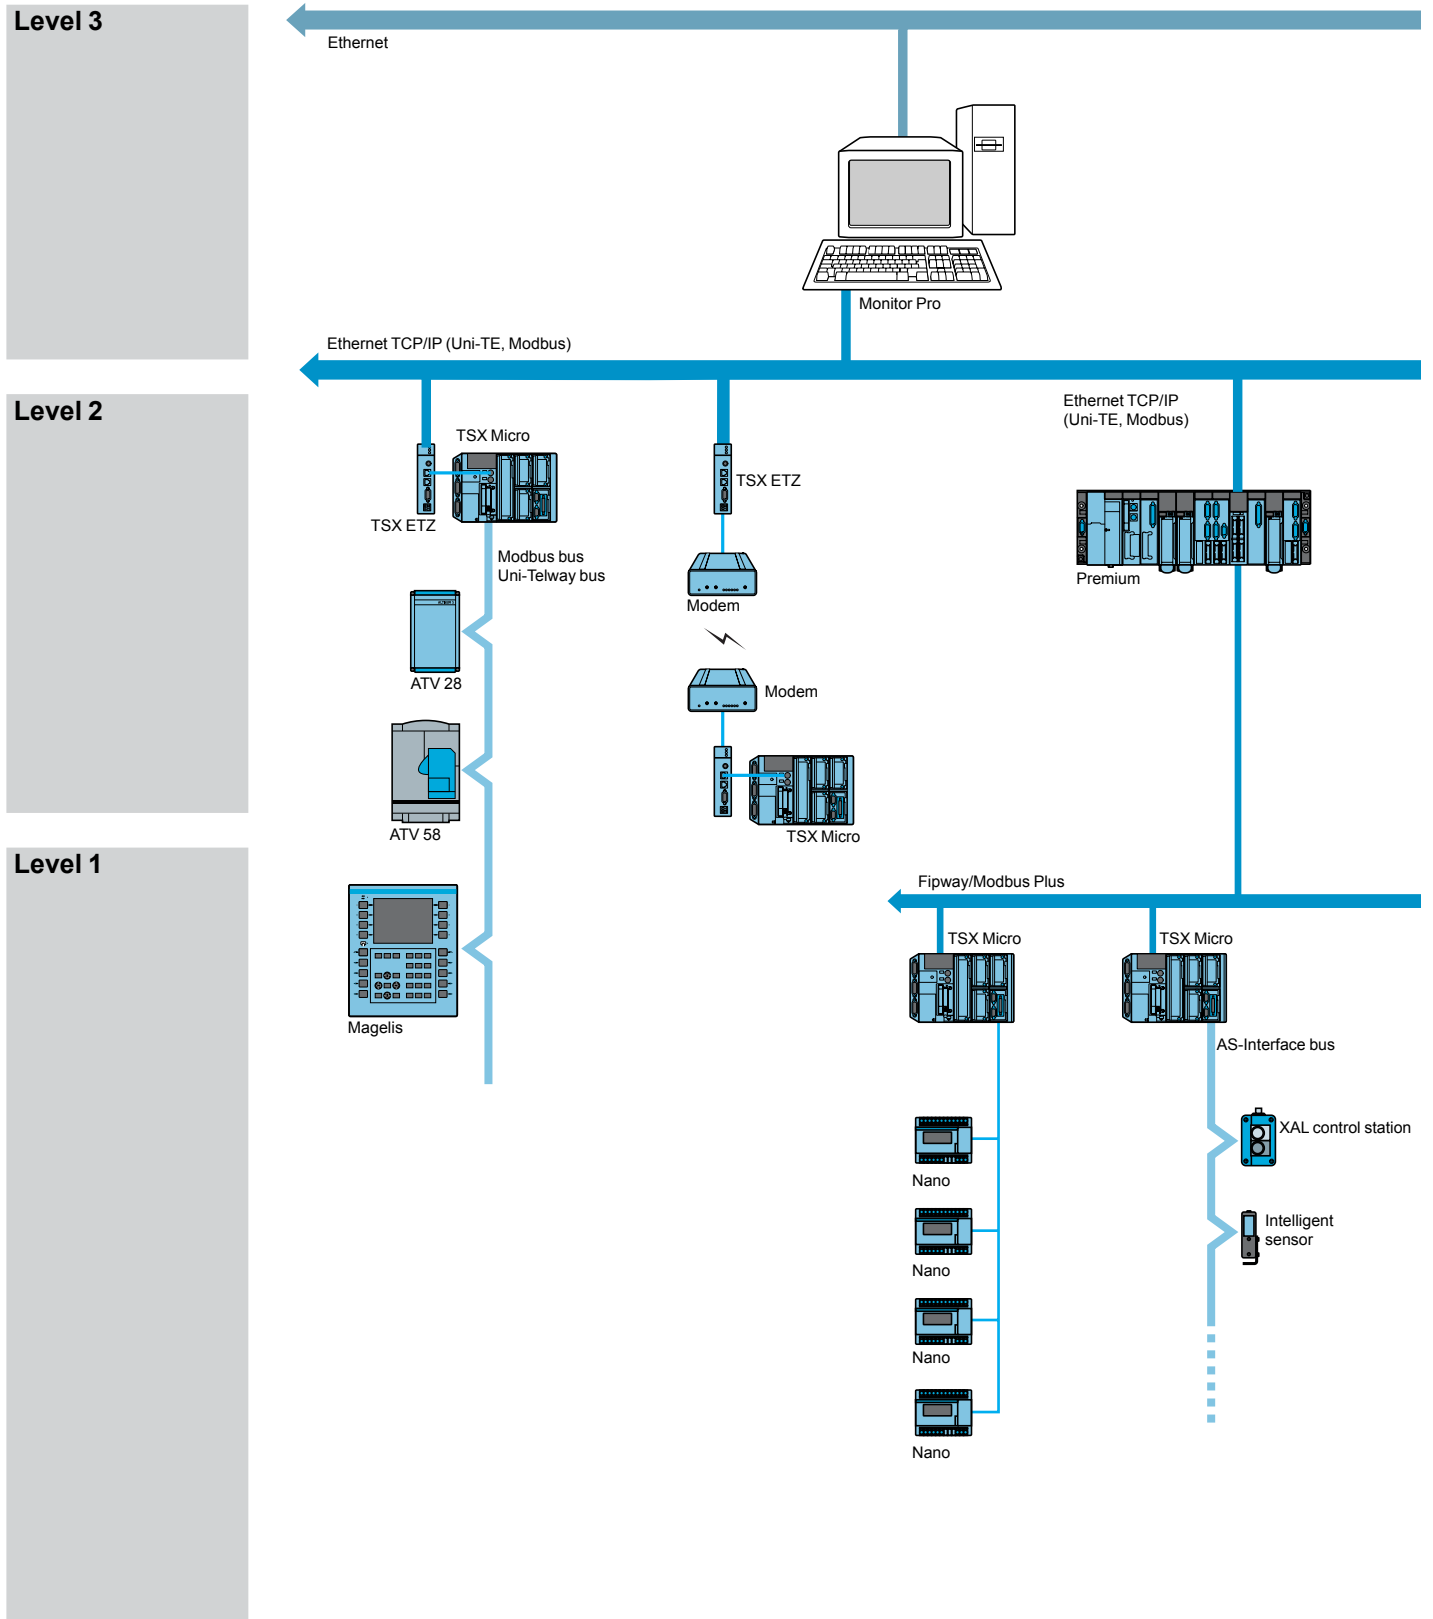 Level 3
Ethernet
Monitor Pro
Ethernet TCP/IP (Uni-TE, Modbus)
Level 2
Ethernet TCP/IP
(Uni-TE, Modbus)
TSX Micro
TSX ETZ
TSX ETZ
Modbus bus
Uni-Telway bus
Premium
Modem
ATV 28
Modem
ATV 58
TSX Micro
Level 1
Fipway/Modbus Plus
TSX Micro
TSX Micro
Magelis
AS-Interface bus
XAL control station
Nano
Intelligent
sensor
Nano
Nano
Nano